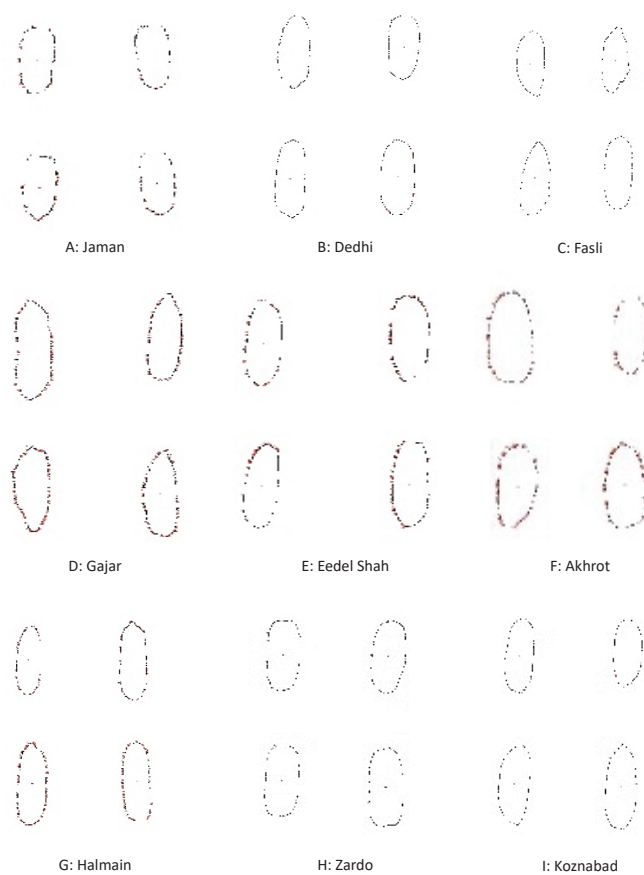 A: Jaman
B: Dedhi
C: Fasli
D: Gajar
E: Eedel Shah
F: Akhrot
G: Halmain
H: Zardo
I: Koznabad